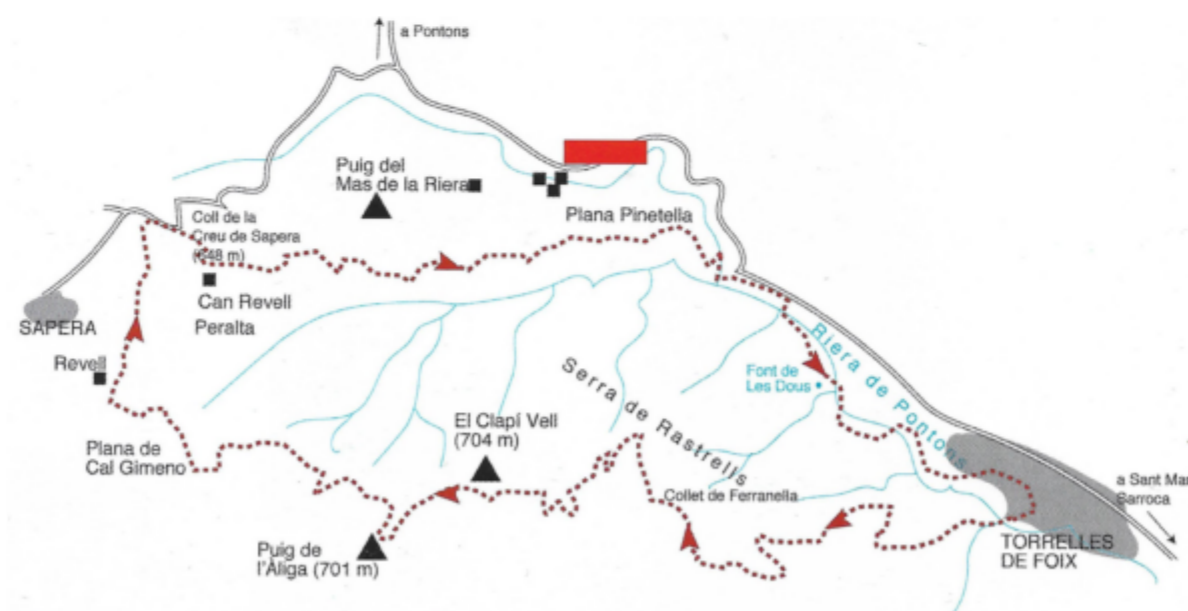 a Pontons
Puig del
Mas de la Riera
Plana Pinetella
Coll de la
Creu de Sapera
(648 m)
Can Revell
Peralta
SAPERA
Revell
Riera de Pontons
Font de
Les Dous
Serra de Rastrells
El Clapí Vell
(704 m)
Plana de
Cal Gimeno
Collet de Ferranella
a Sant Mar
Sarroca
Puig de
l'Àliga (701 m)
TORRELLES
DE FOIX